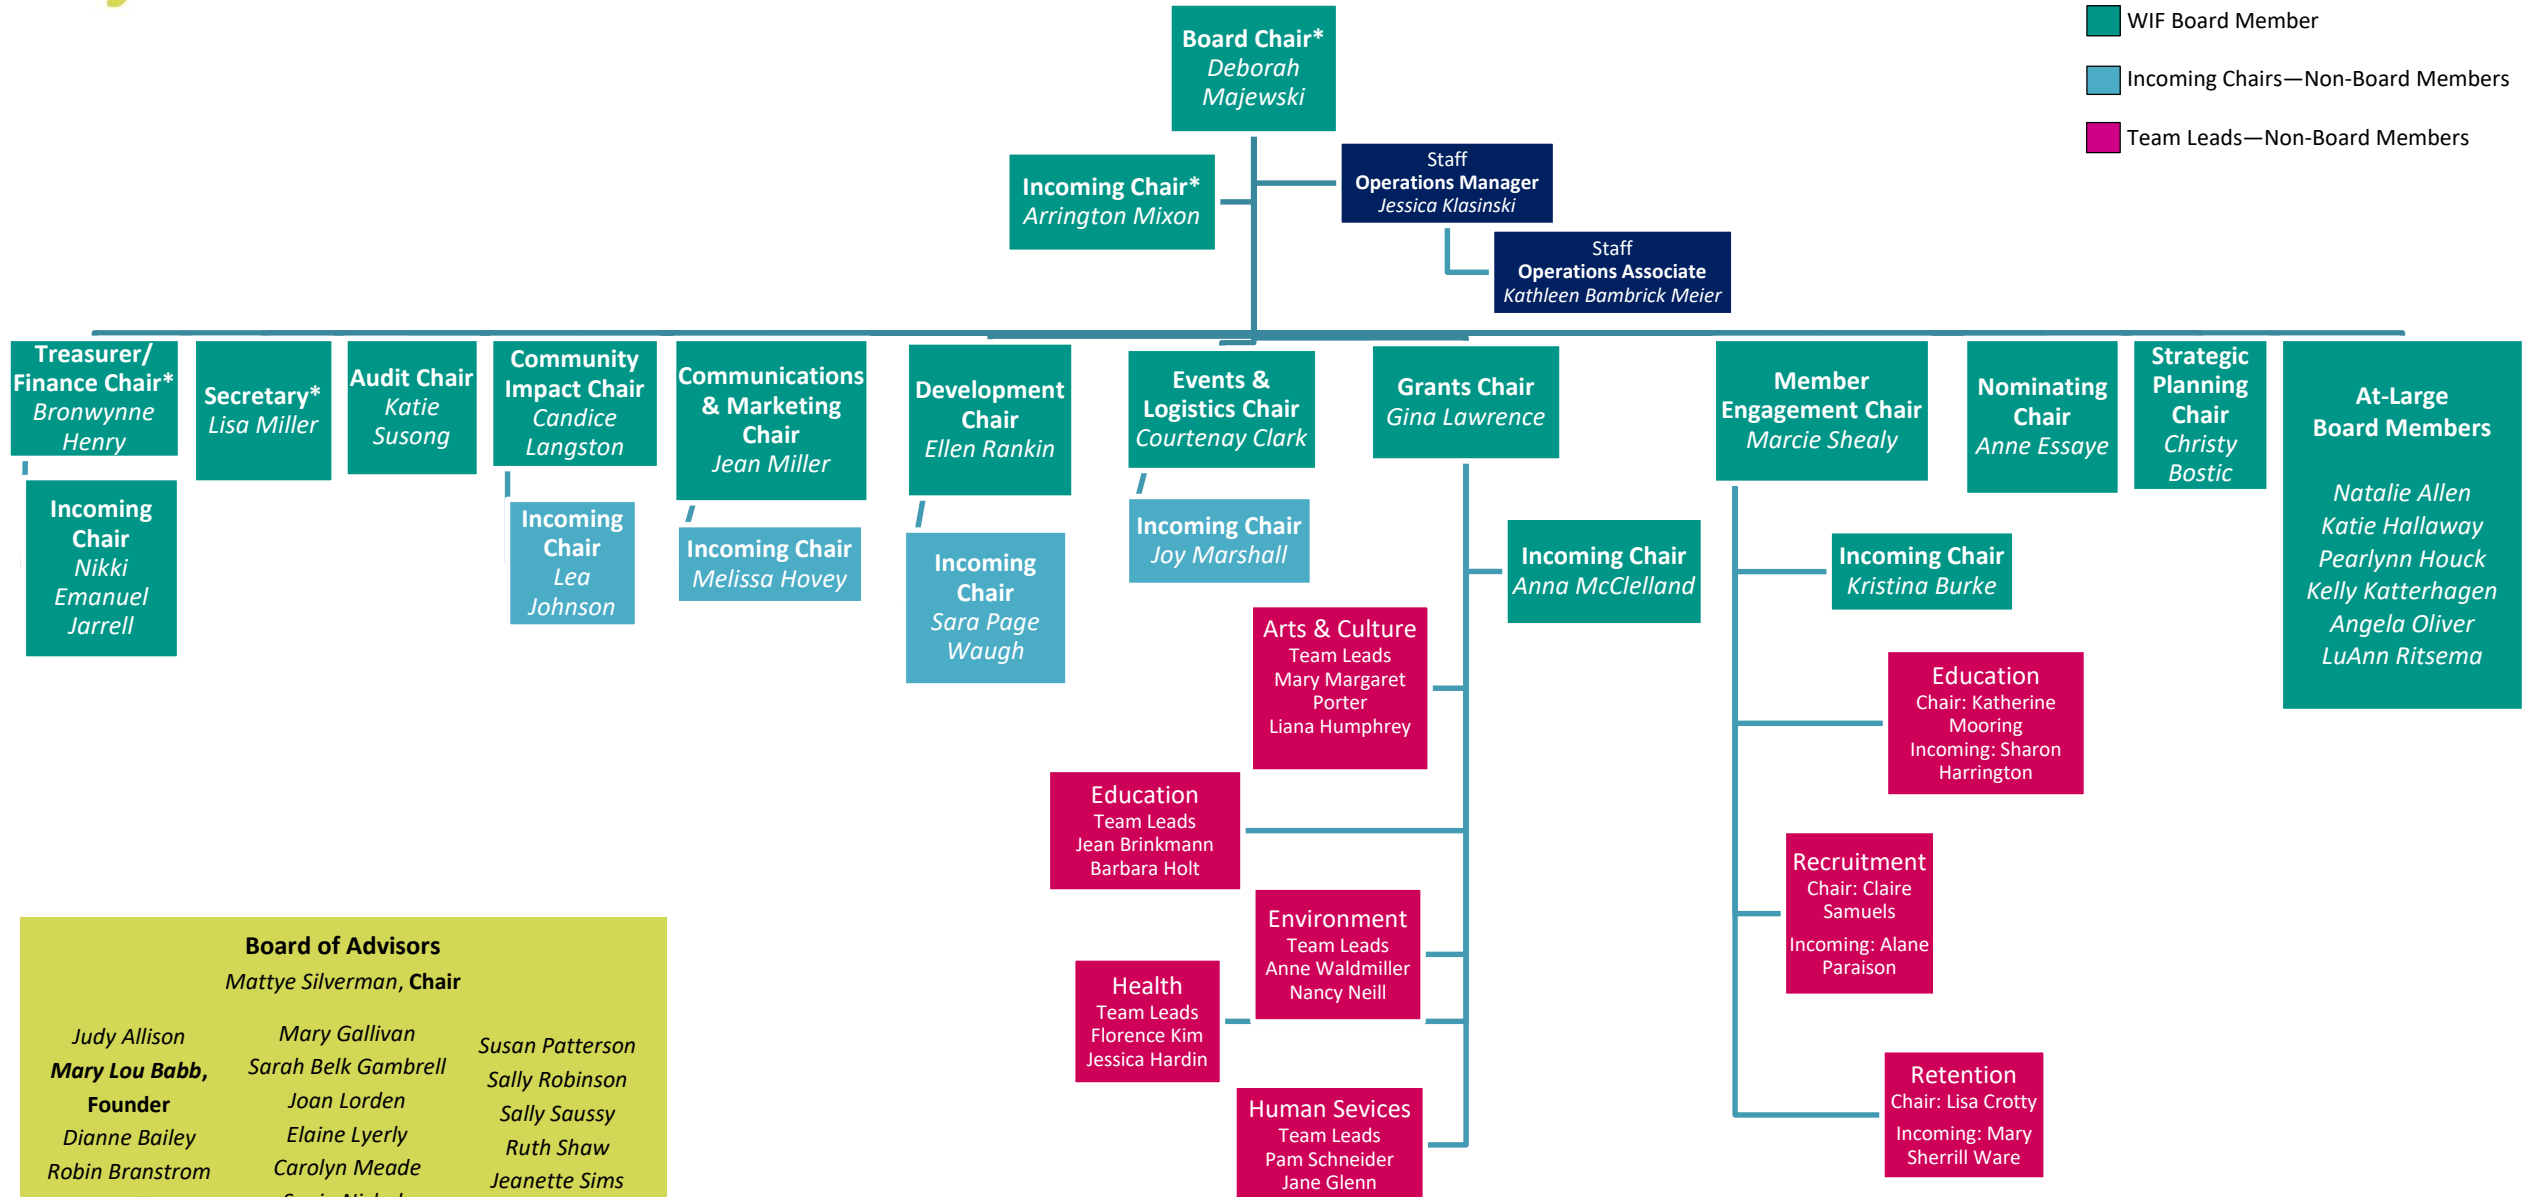 WIF Board Member
Incoming Chairs—Non-Board Members
Team Leads—Non-Board Members
Board Chair*
Deborah
Majewski
Incoming Chair*
Arrington Mixon
Staff
Operations Manager
Jessica Klasinski
Staff
Operations Associate
Kathleen Bambrick Meier
Treasurer/
Finance Chair*
Bronwynne
Henry
Incoming
Chair
Nikki
Emanuel
Jarrell
Secretary*
Lisa Miller
Audit Chair
Katie
Susong
Community
Impact Chair
Candice
Langston
Incoming
Chair
Lea
Johnson
Communications
& Marketing
Chair
Jean Miller
Incoming Chair
Melissa Hovey
Development
Chair
Ellen Rankin
Incoming
Chair
Sara Page
Waugh
Events &
Logistics Chair
Courtenay Clark
Incoming Chair
Joy Marshall
Grants Chair
Gina Lawrence
Incoming Chair
Anna McClelland
Arts & Culture
Team Leads
Mary Margaret
Porter
Liana Humphrey
Education
Team Leads
Jean Brinkmann
Barbara Holt
Environment
Team Leads
Anne Waldmiller
Nancy Neill
Health
Team Leads
Florence Kim
Jessica Hardin
Human Sevices
Team Leads
Pam Schneider
Jane Glenn
Member
Engagement Chair
Marcie Shealy
Incoming Chair
Kristina Burke
Education
Chair: Katherine
Mooring
Incoming: Sharon
Harrington
Recruitment
Chair: Claire
Samuels
Incoming: Alane
Paraison
Retention
Chair: Lisa Crotty
Incoming: Mary
Sherrill Ware
Nominating
Chair
Anne Essaye
Strategic
Planning
Chair
Christy
Bostic
At-Large
Board Members
Natalie Allen
Katie Hallaway
Pearlynn Houck
Kelly Katterhagen
Angela Oliver
LuAnn Ritsema
Board of Advisors
Mattye Silverman, Chair
Judy Allison
Mary Lou Babb,
Founder
Dianne Bailey
Robin Branstrom
Mary Gallivan
Sarah Belk Gambrell
Joan Lorden
Elaine Lyerly
Carolyn Meade
Susan Patterson
Sally Robinson
Sally Saussy
Ruth Shaw
Jeanette Sims